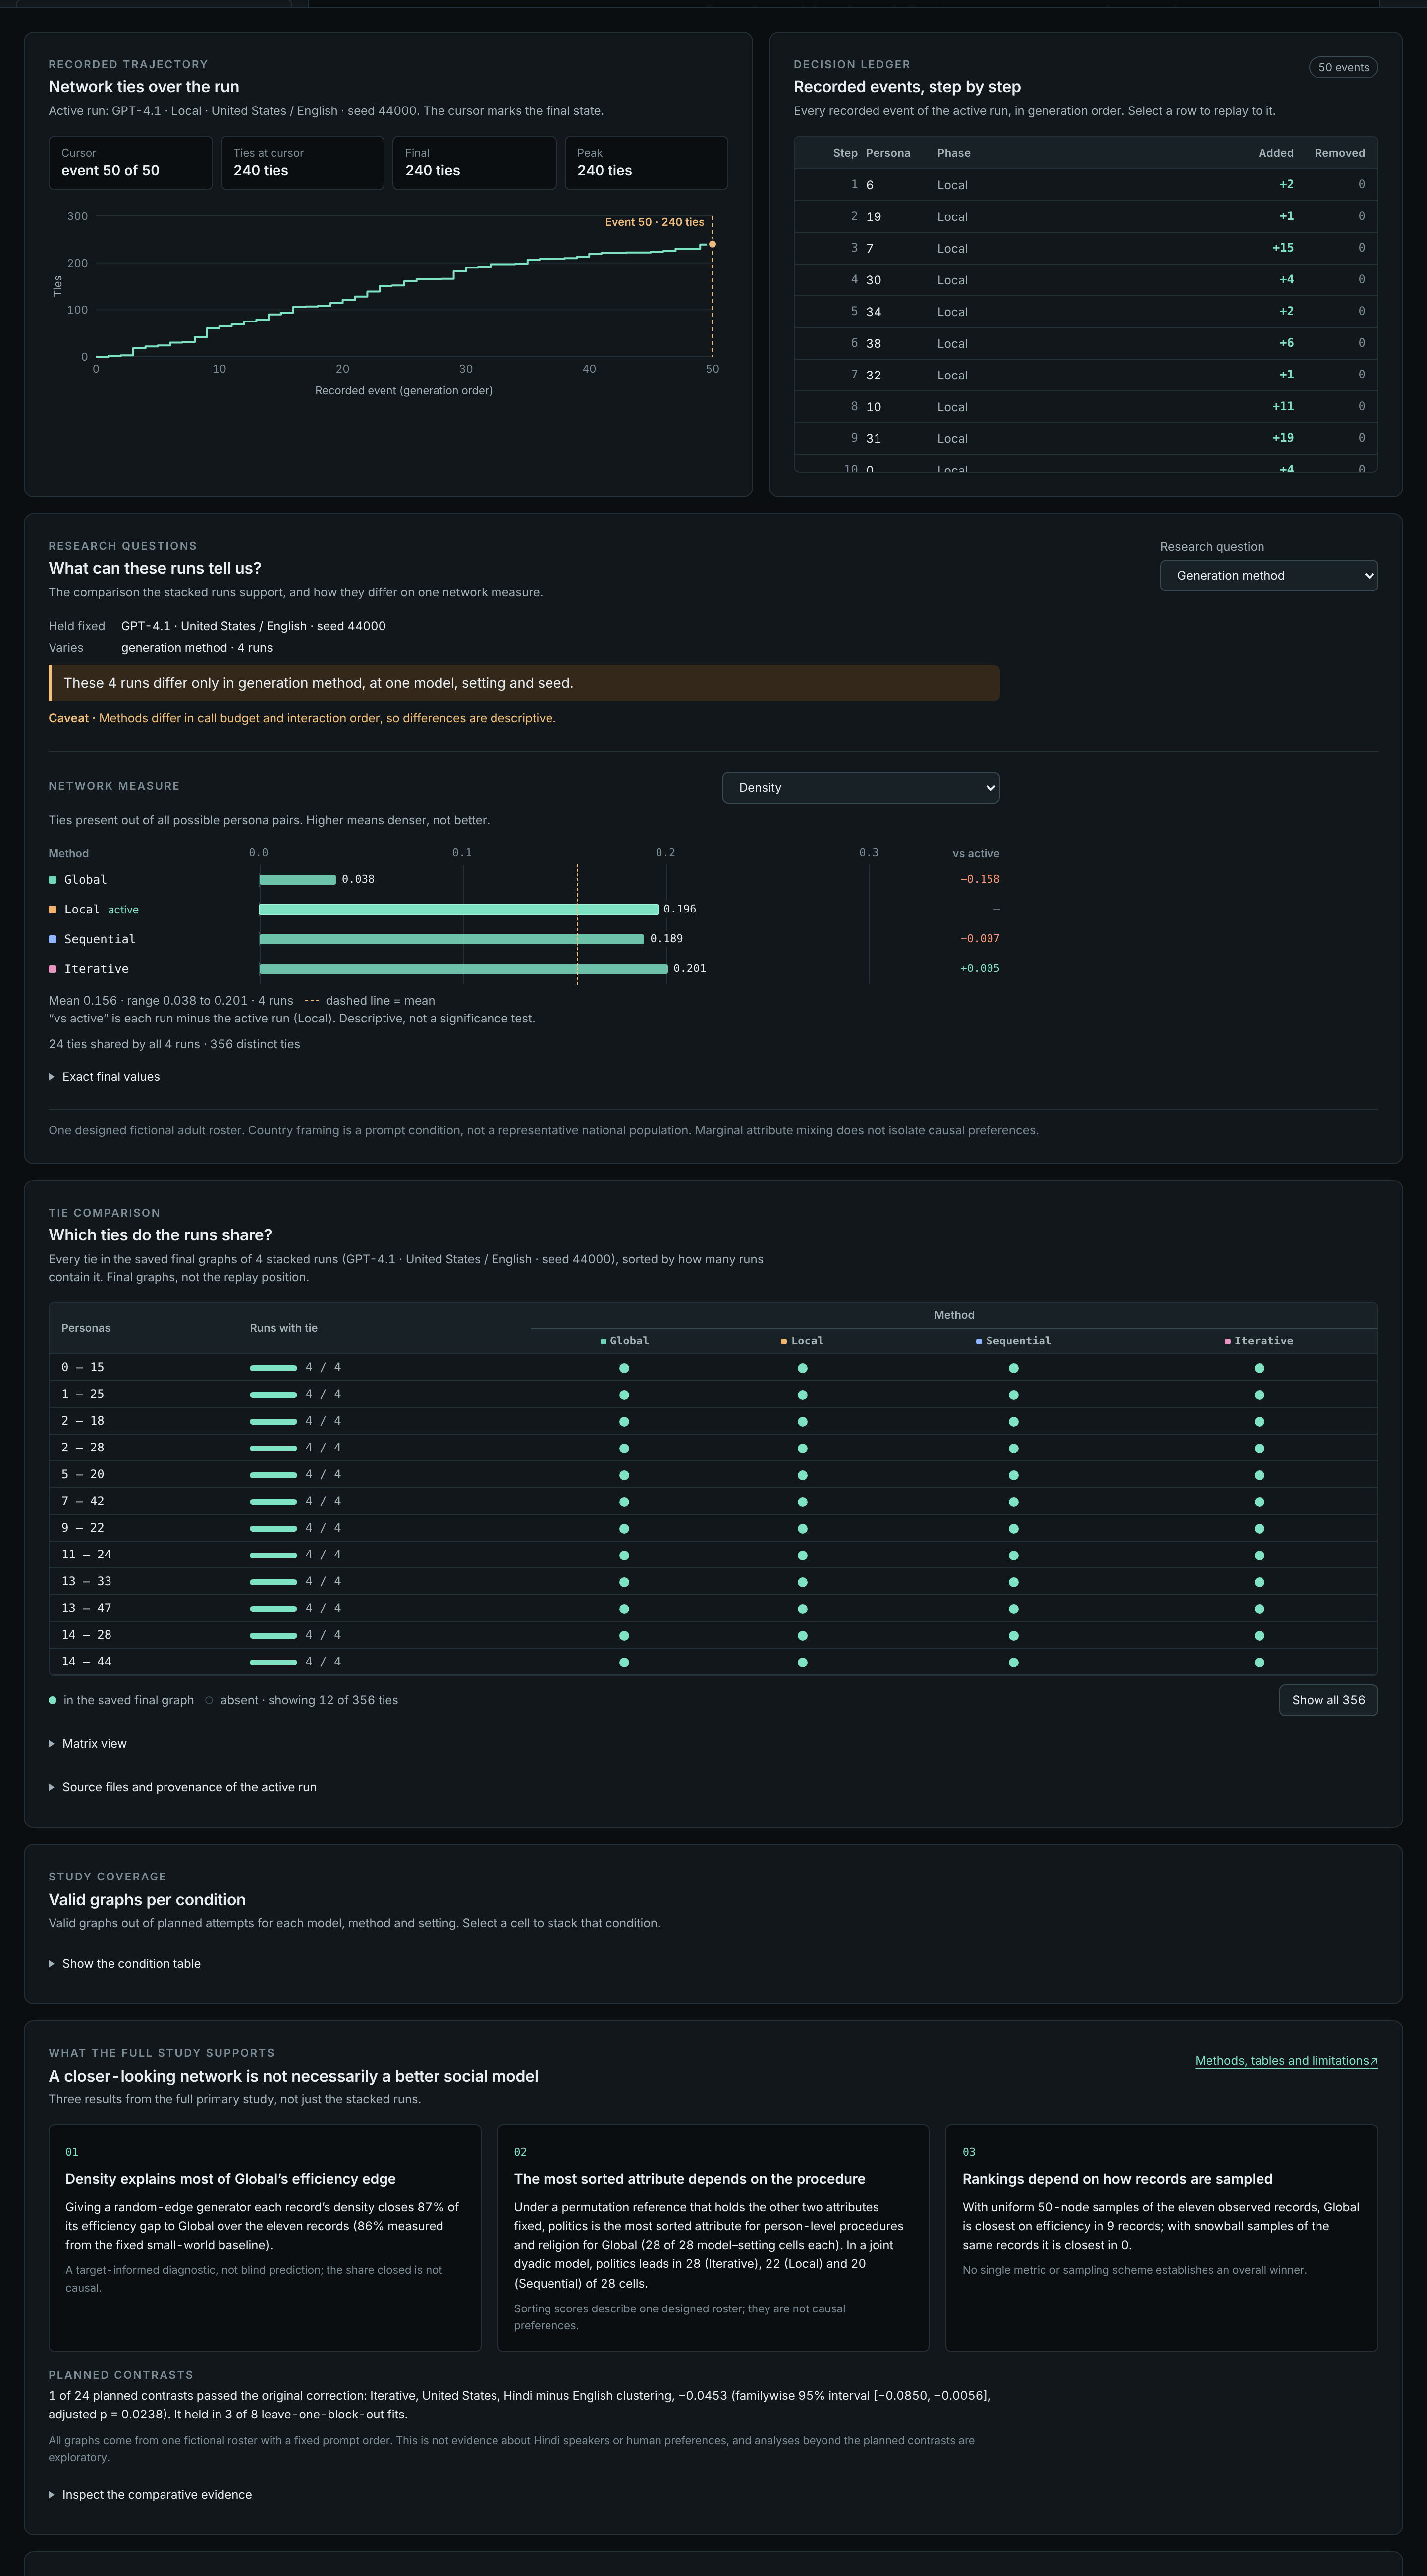 RECORDED TRAJECTORY
Network ties over the run
Active run: GPT-4.1 · Local · United States / English · seed 44000. The cursor marks the final state.
Cursor
event 50 of 50
Ties at cursor
240 ties
Final
240 ties
Peak
240 ties
300
200
100
0
Ties
Event 50 · 240 ties
0 10 20 30 40 50
Recorded event (generation order)
DECISION LEDGER
50 events
Recorded events, step by step
Every recorded event of the active run, in generation order. Select a row to replay to it.
Step Persona Phase Added Removed
1 6 Local +2 0
2 19 Local +1 0
3 7 Local +15 0
4 30 Local +4 0
5 34 Local +2 0
6 38 Local +6 0
7 32 Local +1 0
8 10 Local +11 0
9 31 Local +19 0
10 0 Local +4 0
RESEARCH QUESTIONS
What can these runs tell us?
The comparison the stacked runs support, and how they differ on one network measure.
Research question
Generation method
Held fixed GPT-4.1 · United States / English · seed 44000
Varies generation method · 4 runs
These 4 runs differ only in generation method, at one model, setting and seed.
Caveat · Methods differ in call budget and interaction order, so differences are descriptive.
NETWORK MEASURE
Density
Ties present out of all possible persona pairs. Higher means denser, not better.
Method 0.0 0.1 0.2 0.3 vs active
Global 0.038 −0.158
Local active 0.196 —
Sequential 0.189 −0.007
Iterative 0.201 +0.005
Mean 0.156 · range 0.038 to 0.201 · 4 runs --- dashed line = mean
“vs active” is each run minus the active run (Local). Descriptive, not a significance test.
24 ties shared by all 4 runs · 356 distinct ties
Exact final values
One designed fictional adult roster. Country framing is a prompt condition, not a representative national population. Marginal attribute mixing does not isolate causal preferences.
TIE COMPARISON
Which ties do the runs share?
Every tie in the saved final graphs of 4 stacked runs (GPT-4.1 · United States / English · seed 44000), sorted by how many runs
contain it. Final graphs, not the replay position.
Personas Runs with tie Method
Global Local Sequential Iterative
0 — 15 4 / 4
1 — 25 4 / 4
2 — 18 4 / 4
2 — 28 4 / 4
5 — 20 4 / 4
7 — 42 4 / 4
9 — 22 4 / 4
11 — 24 4 / 4
13 — 33 4 / 4
13 — 47 4 / 4
14 — 28 4 / 4
14 — 44 4 / 4
in the saved final graph absent · showing 12 of 356 ties
Show all 356
Matrix view
Source files and provenance of the active run
STUDY COVERAGE
Valid graphs per condition
Valid graphs out of planned attempts for each model, method and setting. Select a cell to stack that condition.
Show the condition table
WHAT THE FULL STUDY SUPPORTS
A closer-looking network is not necessarily a better social model
Three results from the full primary study, not just the stacked runs.
Methods, tables and limitations↗
01
Density explains most of Global’s efficiency edge
Giving a random-edge generator each record’s density closes 87% of
its efficiency gap to Global over the eleven records (86% measured
from the fixed small-world baseline).
A target-informed diagnostic, not blind prediction; the share closed is not
causal.
02
The most sorted attribute depends on the procedure
Under a permutation reference that holds the other two attributes
fixed, politics is the most sorted attribute for person-level procedures
and religion for Global (28 of 28 model–setting cells each). In a joint
dyadic model, politics leads in 28 (Iterative), 22 (Local) and 20
(Sequential) of 28 cells.
Sorting scores describe one designed roster; they are not causal
preferences.
03
Rankings depend on how records are sampled
With uniform 50-node samples of the eleven observed records, Global
is closest on efficiency in 9 records; with snowball samples of the
same records it is closest in 0.
No single metric or sampling scheme establishes an overall winner.
PLANNED CONTRASTS
1 of 24 planned contrasts passed the original correction: Iterative, United States, Hindi minus English clustering, −0.0453 (familywise 95% interval [−0.0850, −0.0056],
adjusted p = 0.0238). It held in 3 of 8 leave-one-block-out fits.
All graphs come from one fictional roster with a fixed prompt order. This is not evidence about Hindi speakers or human preferences, and analyses beyond the planned contrasts are
exploratory.
Inspect the comparative evidence